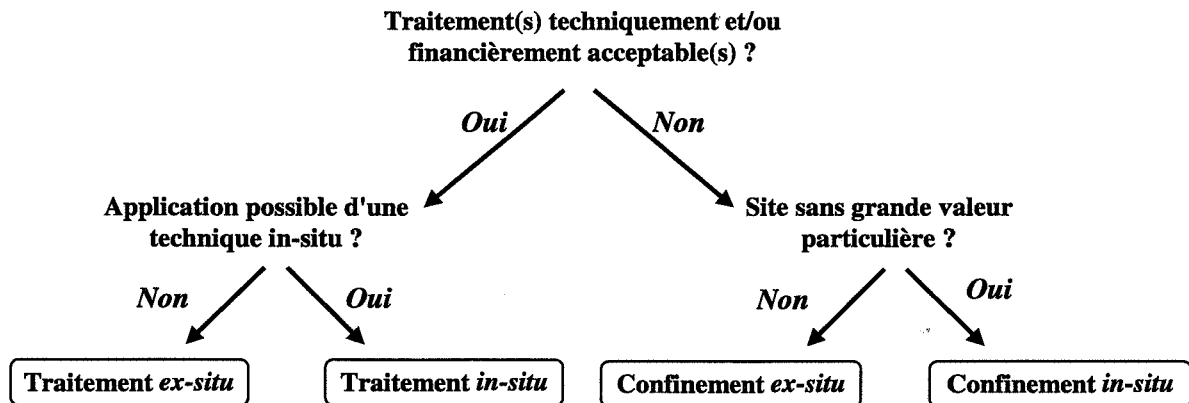 Traitement(s) techniquement et/ou
financièrement acceptable(s) ?
Oui
Non
Application possible d'une
technique in-situ ?
Site sans grande valeur
particulière ?
Non
Oui
Non
Oui
Traitement ex-situ
Traitement in-situ
Confinement ex-situ
Confinement in-situ